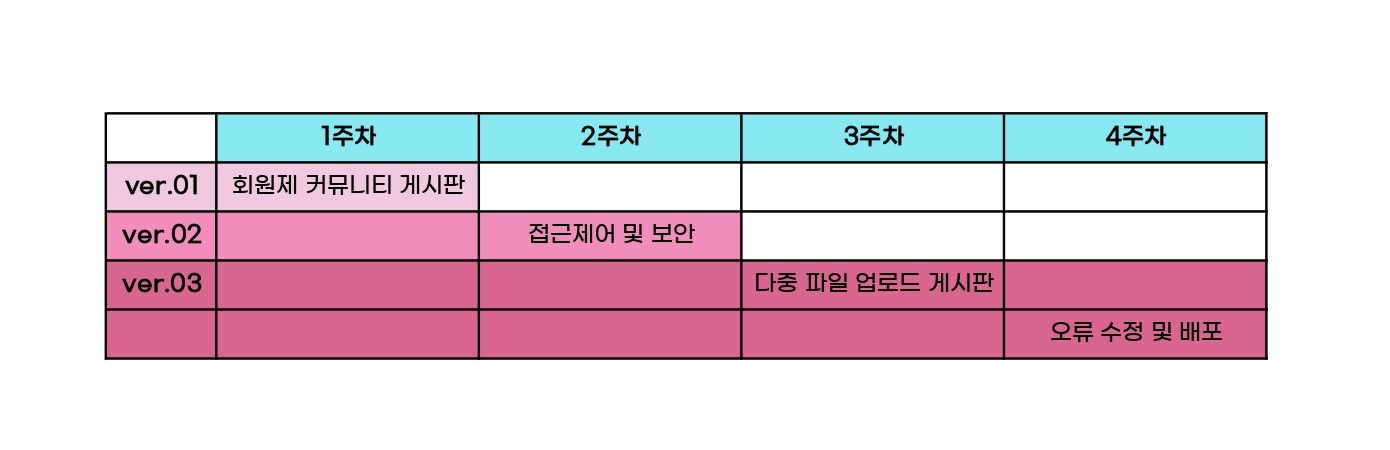 1주차 2주차 3주차 4주차
ver.01 회원제 커뮤니티 게시판
ver.02 접근제어 및 보안
ver.03 다중 파일 업로드 게시판
오류 수정 및 배포